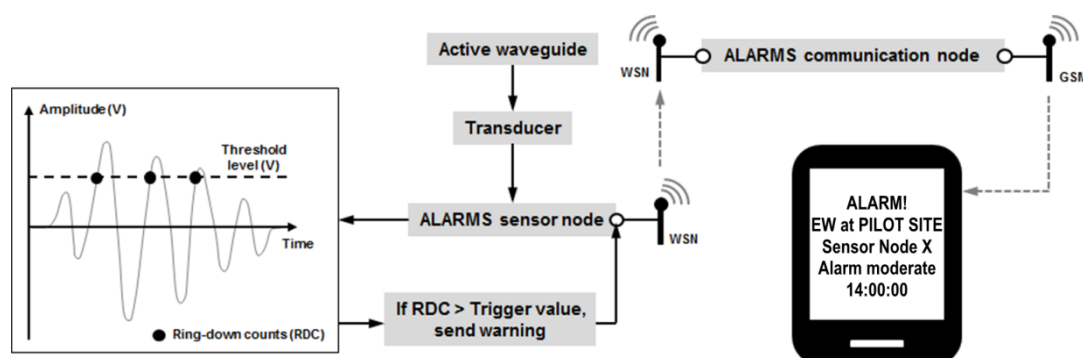 Active waveguide
Transducer
ALARMS sensor node
WSN
WSN
ALARMS communication node
GSM
Amplitude (V)
Threshold
level (V)
Time
Ring-down counts (RDC)
If RDC > Trigger value,
send warning
ALARM!
EW at PILOT SITE
Sensor Node X
Alarm moderate
14:00:00